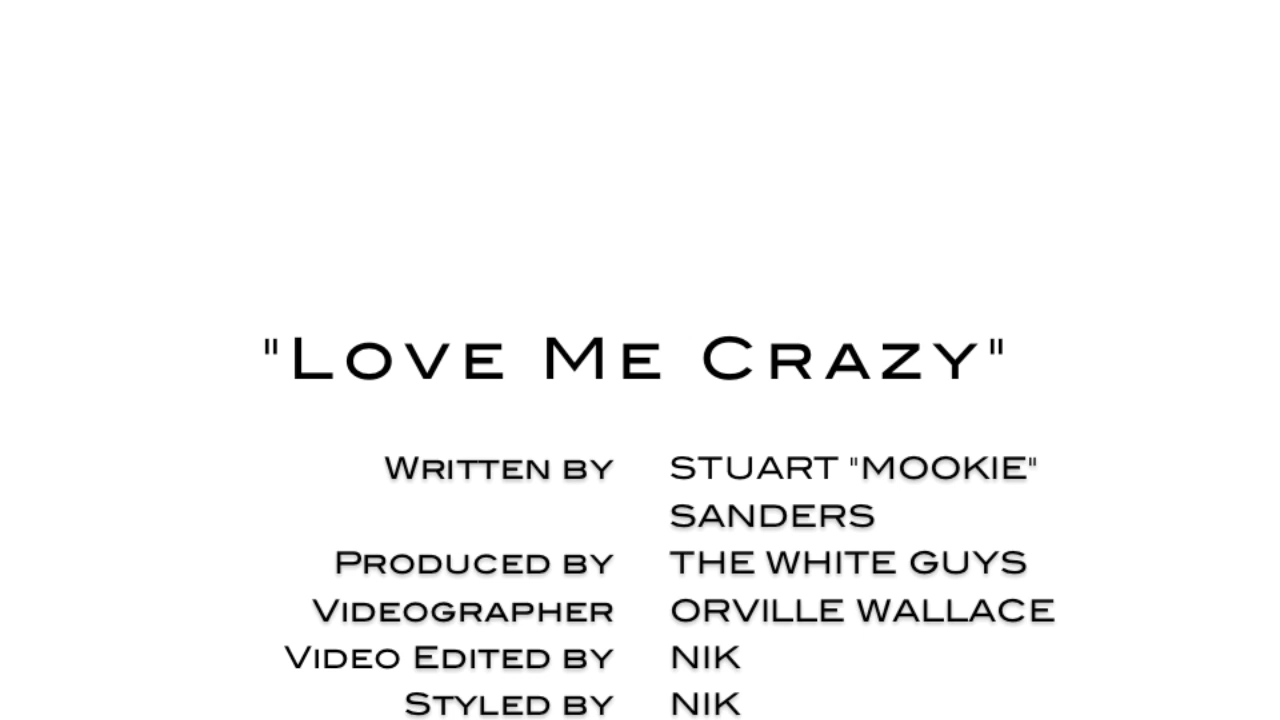 "Love Me Crazy"
Written by STUART "MOOKIE"
SANDERS
Produced by THE WHITE GUYS
Videographer ORVILLE WALLACE
Video Edited by NIK
Styled by NIK